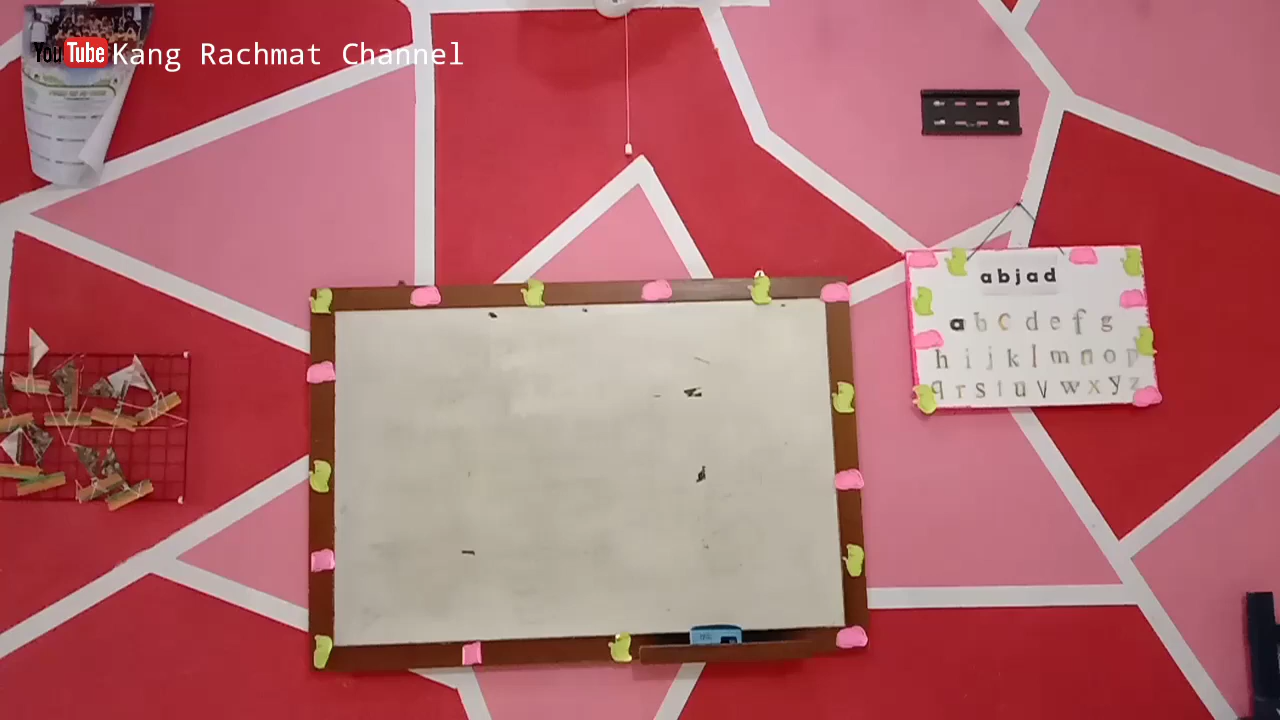 YouTube Kang Rachmat Channel
abjad
a b c d e f g
h i j k l m n o p
q r s t u v w x y z